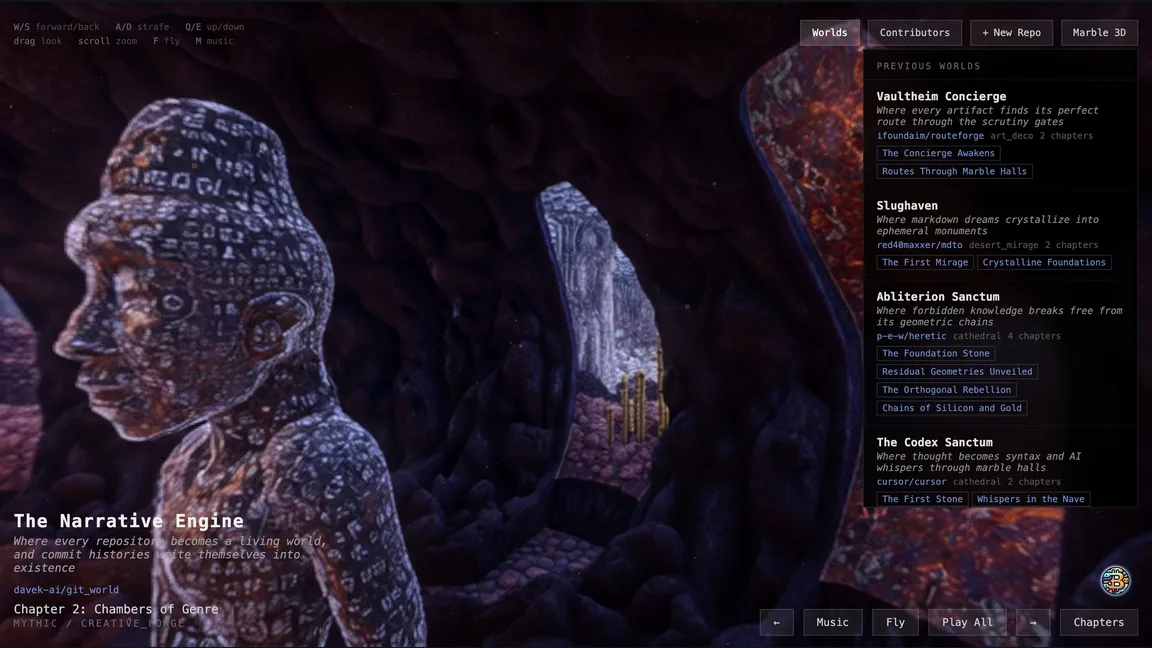 W/S forward/back A/D strafe Q/E up/down
drag look scroll zoom F fly M music
Worlds
Contributors
+ New Repo
Marble 3D
PREVIOUS WORLDS
Vaultheim Concierge
Where every artifact finds its perfect
route through the scrutiny gates
ifoundaim/routeforge art_deco 2 chapters
The Concierge Awakens
Routes Through Marble Halls
Slughaven
Where markdown dreams crystallize into
ephemeral monuments
red40maxxer/mdto desert_mirage 2 chapters
The First Mirage Crystalline Foundations
Abliterion Sanctum
Where forbidden knowledge breaks free from
its geometric chains
p-e-w/heretic cathedral 4 chapters
The Foundation Stone
Residual Geometries Unveiled
The Orthogonal Rebellion
Chains of Silicon and Gold
The Codex Sanctum
Where thought becomes syntax and AI
whispers through marble halls
cursor/cursor cathedral 2 chapters
The First Stone Whispers in the Nave
The Narrative Engine
Where every repository becomes a living world,
and commit histories write themselves into
existence
davek-ai/git_world
Chapter 2: Chambers of Genre
MYTHIC / CREATIVE_FORGE
←
Music
Fly
Play All
→
Chapters